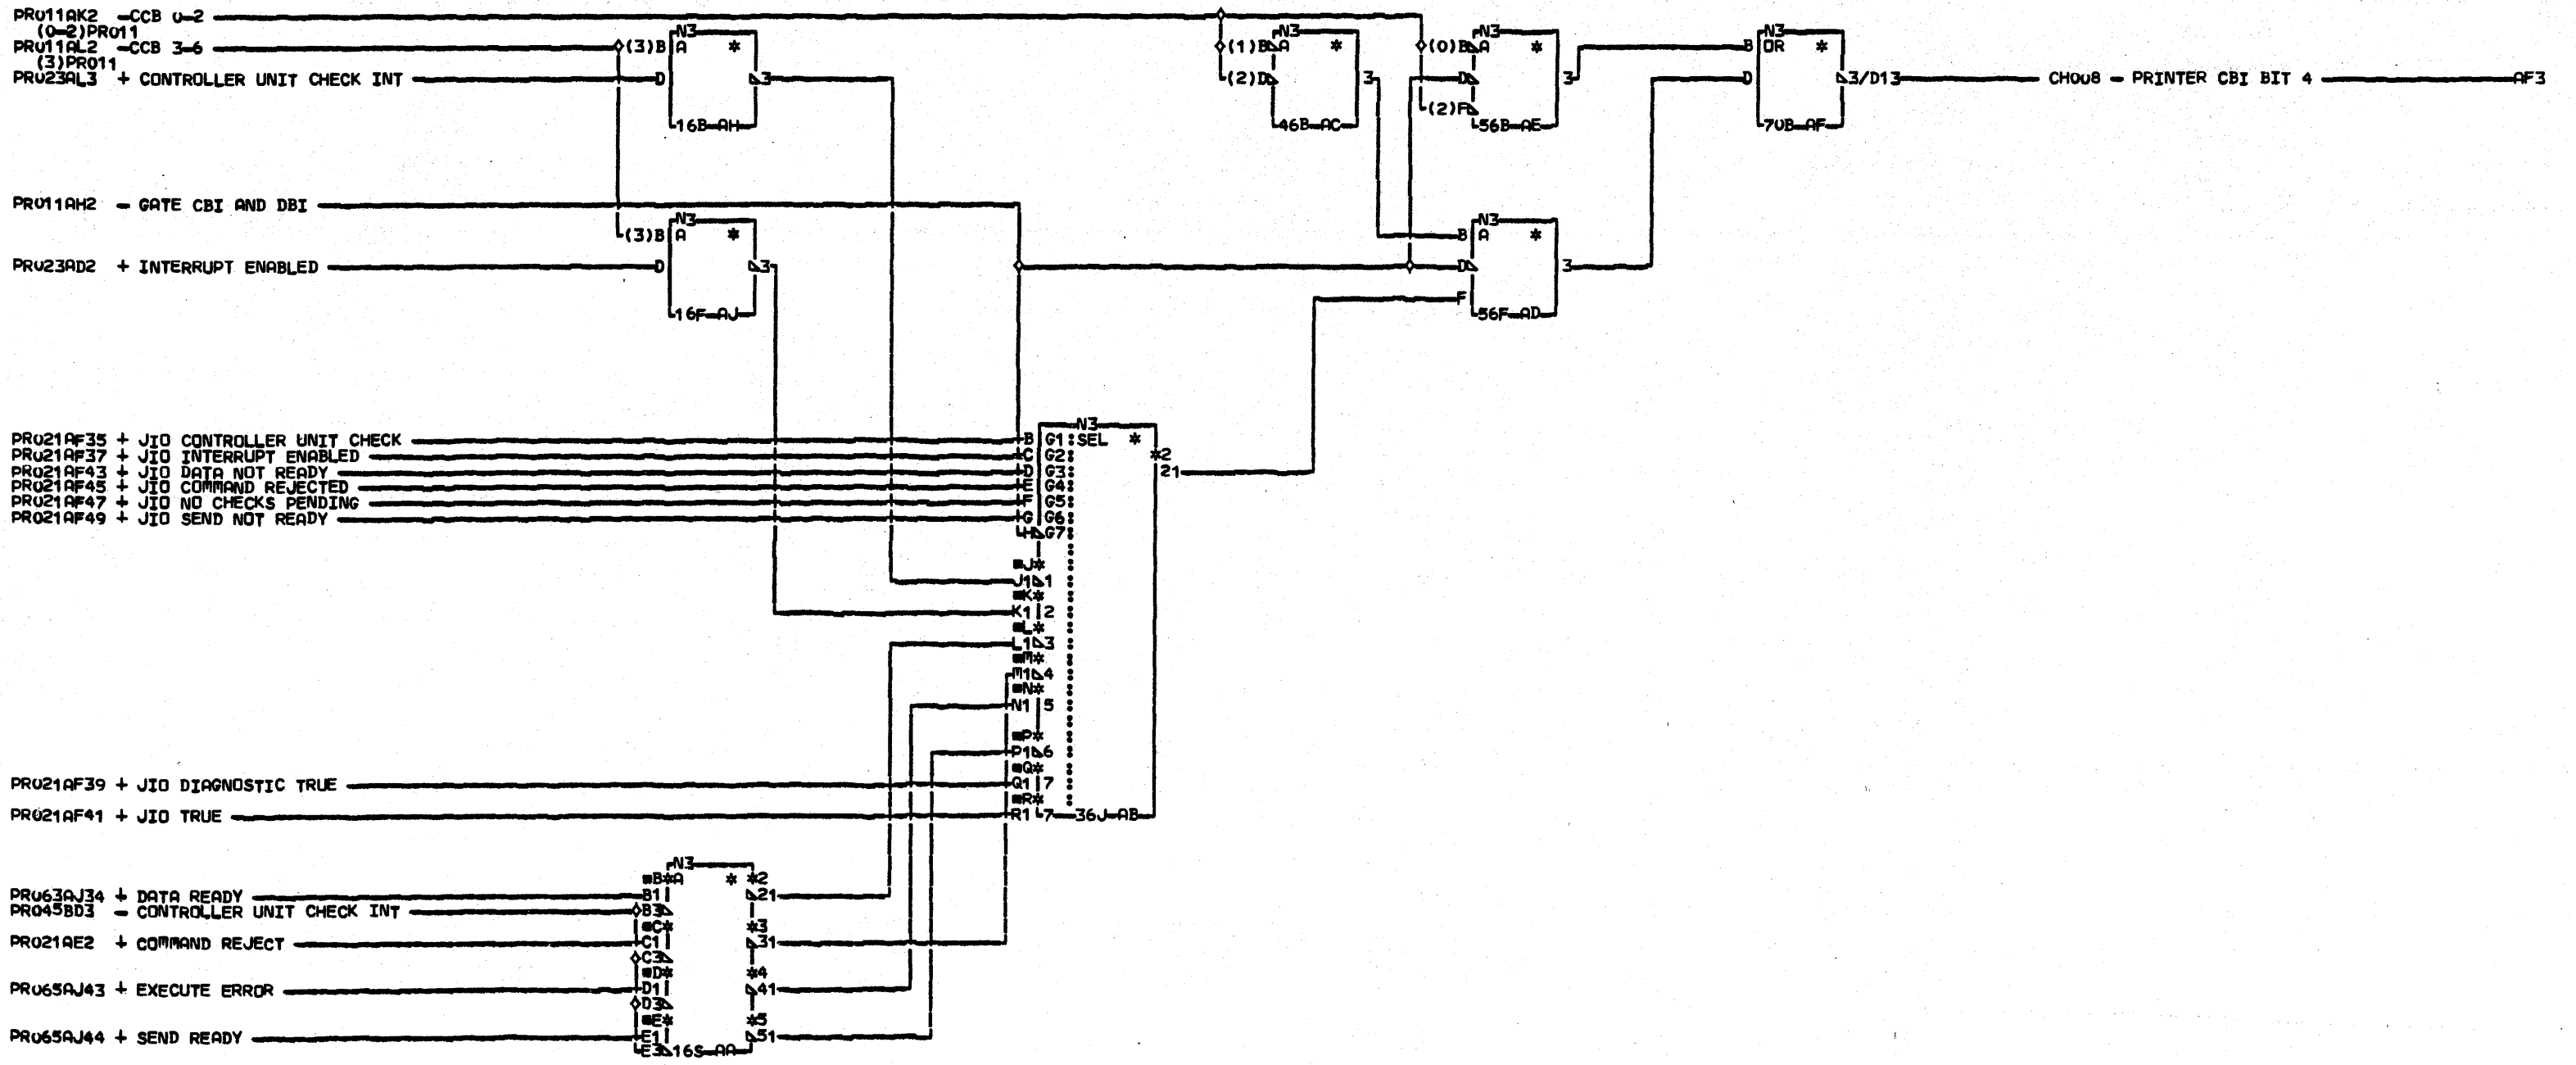 PR011AK2 -CCB 0-2
(0-2)PR011
PR011AL2 -CCB 3-6
(3)PR011
PR023AL3 + CONTROLLER UNIT CHECK INT
(3)B
D
N3
A *
3
16B-AH
(1)B
(2)D
N3
A *
3
46B-AC
(0)B
D
(2)F
N3
A *
3
56B-AE
B
D
N3
OR *
3/D13
70B-AF
CH008 - PRINTER CBI BIT 4
AF3
PR011AH2 - GATE CBI AND DBI
PR023AD2 + INTERRUPT ENABLED
(3)B
D
N3
A *
3
16F-AJ
B
D
F
N3
A *
3
56F-AD
PR021AF35 + JIO CONTROLLER UNIT CHECK
PR021AF37 + JIO INTERRUPT ENABLED
PR021AF43 + JIO DATA NOT READY
PR021AF45 + JIO COMMAND REJECTED
PR021AF47 + JIO NO CHECKS PENDING
PR021AF49 + JIO SEND NOT READY
N3
B G1 SEL *
C G2 *2
D G3 21
E G4
F G5
G G6
H G7
■J*
J1 1
■K*
K1 2
■L*
L1 3
■M*
M1 4
■N*
N1 5
■P*
P1 6
■Q*
Q1 7
■R*
R1 7 36J-AB
PR021AF39 + JIO DIAGNOSTIC TRUE
PR021AF41 + JIO TRUE
PR063AJ34 + DATA READY
PR045BD3 - CONTROLLER UNIT CHECK INT
PR021AE2 + COMMAND REJECT
PR065AJ43 + EXECUTE ERROR
PR065AJ44 + SEND READY
N3
■B*A * *2
B1 21
B3
■C* *3
C1 31
C3
■D* *4
D1 41
D3
■E* *5
E1 51
E3 16S-AA